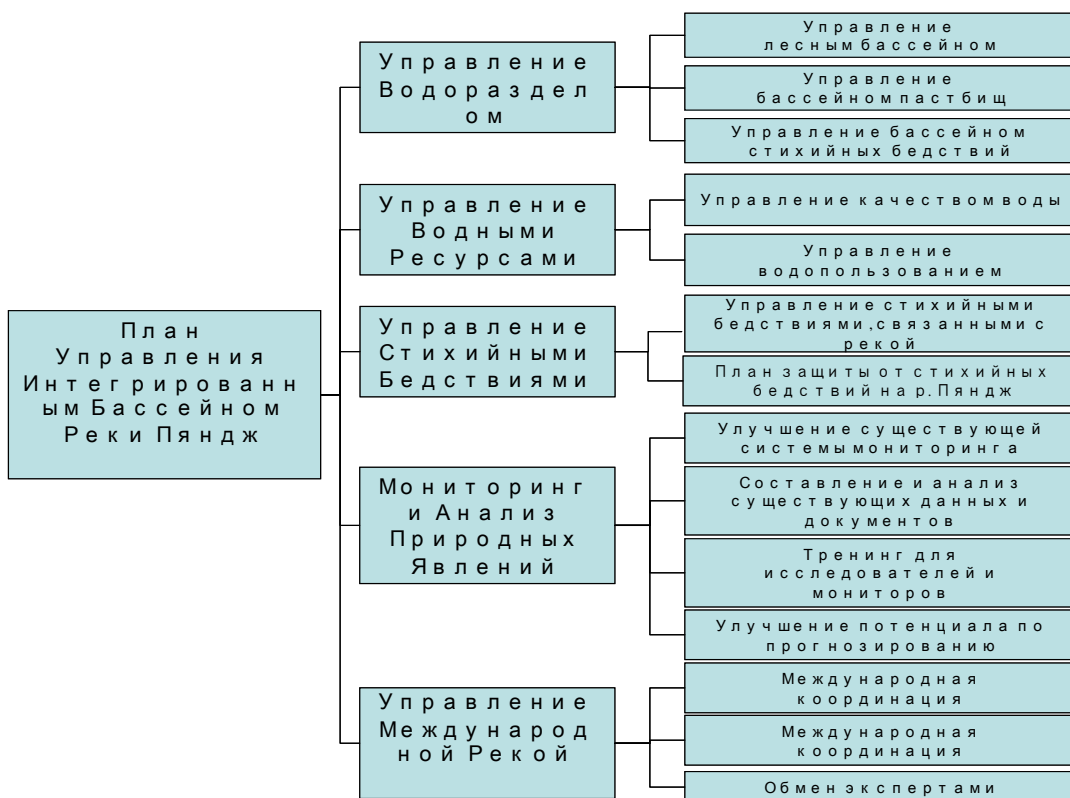 План
Управления
Интегрированн
ым Бассейном
Реки Пяндж
Управление
Водораздел
ом
Управление
лесным бассейном
Управление
бассейном пастбищ
Управление бассейном
стихийных бедствий
Управление
Водными
Ресурсами
Управление качеством воды
Управление
водопользованием
Управление
Стихийными
Бедствиями
Управление стихийными
бедствиями, связанными с
рекой
План защиты от стихийных
бедствий на р. Пяндж
Мониторинг
и Анализ
Природных
Явлений
Улучшение существующей
системы мониторинга
Составление и анализ
существующих данных и
документов
Тренинг для
исследователей и
мониторов
Улучшение потенциала по
прогнозированию
Управление
Международ
ной Рекой
Международная
координация
Международная
координация
Обмен экспертами